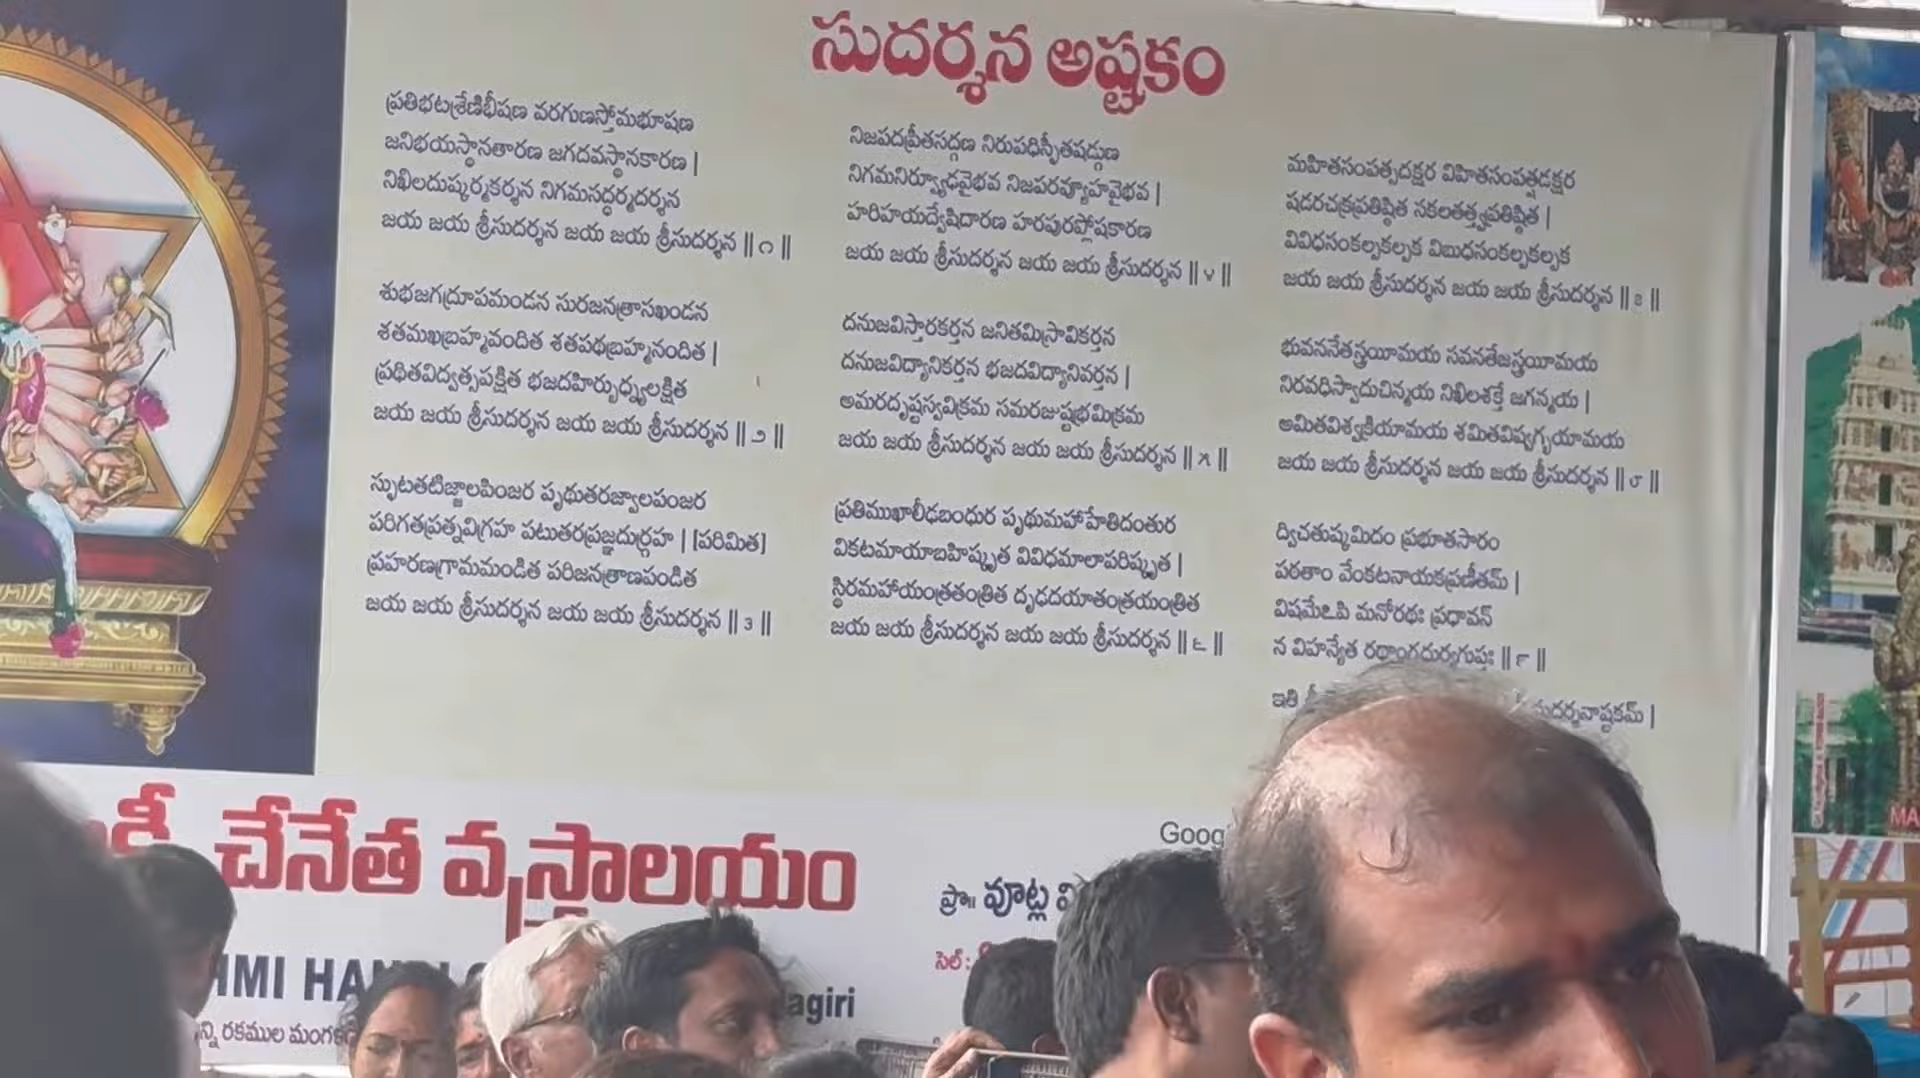 సుదర్శన అష్టకం
ప్రతిభటశ్రేణిభీషణ వరగుణస్తోమభూషణ
జనిభయస్థానతారణ జగదవస్థానకారణ |
నిఖిలదుష్కర్మకర్శన నిగమసద్ధర్మదర్శన
జయ జయ శ్రీసుదర్శన జయ జయ శ్రీసుదర్శన || ౧ ||
శుభజగద్రూపమండన సురజనత్రాసఖండన
శతమఖబ్రహ్మవందిత శతపథబ్రహ్మనందిత |
ప్రథితవిద్వత్సపక్షిత భజదహిర్బుధ్న్యలక్షిత
జయ జయ శ్రీసుదర్శన జయ జయ శ్రీసుదర్శన || ౨ ||
స్ఫుటతటిజ్జాలపింజర పృథుతరజ్వాలపంజర
పరిగతప్రత్నవిగ్రహ పటుతరప్రజ్ఞదుర్గ్రహ | [పరిమిత]
ప్రహరణగ్రామమండిత పరిజనత్రాణపండిత
జయ జయ శ్రీసుదర్శన జయ జయ శ్రీసుదర్శన || ౩ ||
నిజపదప్రీతసద్గణ నిరుపధిస్ఫీతషడ్గుణ
నిగమనిర్వ్యూఢవైభవ నిజపరవ్యూహవైభవ |
హరిహయద్వేషిదారణ హరపురప్లోషకారణ
జయ జయ శ్రీసుదర్శన జయ జయ శ్రీసుదర్శన || ౪ ||
దనుజవిస్తారకర్తన జనితమిస్రావికర్తన
దనుజవిద్యానికర్తన భజదవిద్యానివర్తన |
అమరదృష్టస్వవిక్రమ సమరజుష్టభ్రమిక్రమ
జయ జయ శ్రీసుదర్శన జయ జయ శ్రీసుదర్శన || ౫ ||
ప్రతిముఖాలీఢబంధుర పృథుమహాహేతిదంతుర
వికటమాయాబహిష్కృత వివిధమాలాపరిష్కృత |
స్థిరమహాయంత్రతంత్రిత దృఢదయాతంత్రయంత్రిత
జయ జయ శ్రీసుదర్శన జయ జయ శ్రీసుదర్శన || ౬ ||
మహితసంపత్సదక్షర విహితసంపత్షడక్షర
షడరచక్రప్రతిష్ఠిత సకలతత్త్వప్రతిష్ఠిత |
వివిధసంకల్పకల్పక విబుధసంకల్పకల్పక
జయ జయ శ్రీసుదర్శన జయ జయ శ్రీసుదర్శన || ౭ ||
భువననేతస్త్రయీమయ సవనతేజస్త్రయీమయ
నిరవధిస్వాదుచిన్మయ నిఖిలశక్తే జగన్మయ |
అమితవిశ్వక్రియామయ శమితవిష్వగ్భయామయ
జయ జయ శ్రీసుదర్శన జయ జయ శ్రీసుదర్శన || ౮ ||
ద్విచతుష్కమిదం ప్రభూతసారం
పఠతాం వేంకటనాయకప్రణీతమ్ |
విషమేఽపి మనోరథః ప్రధావన్
న విహన్యేత రథాంగధుర్యగుప్తః || ౯ ||
ఇతి సుదర్శనాష్టకమ్ |
చేనేత వస్త్రాలయం
ప్రొ॥ వూట్ల
సెల్ :
రకముల